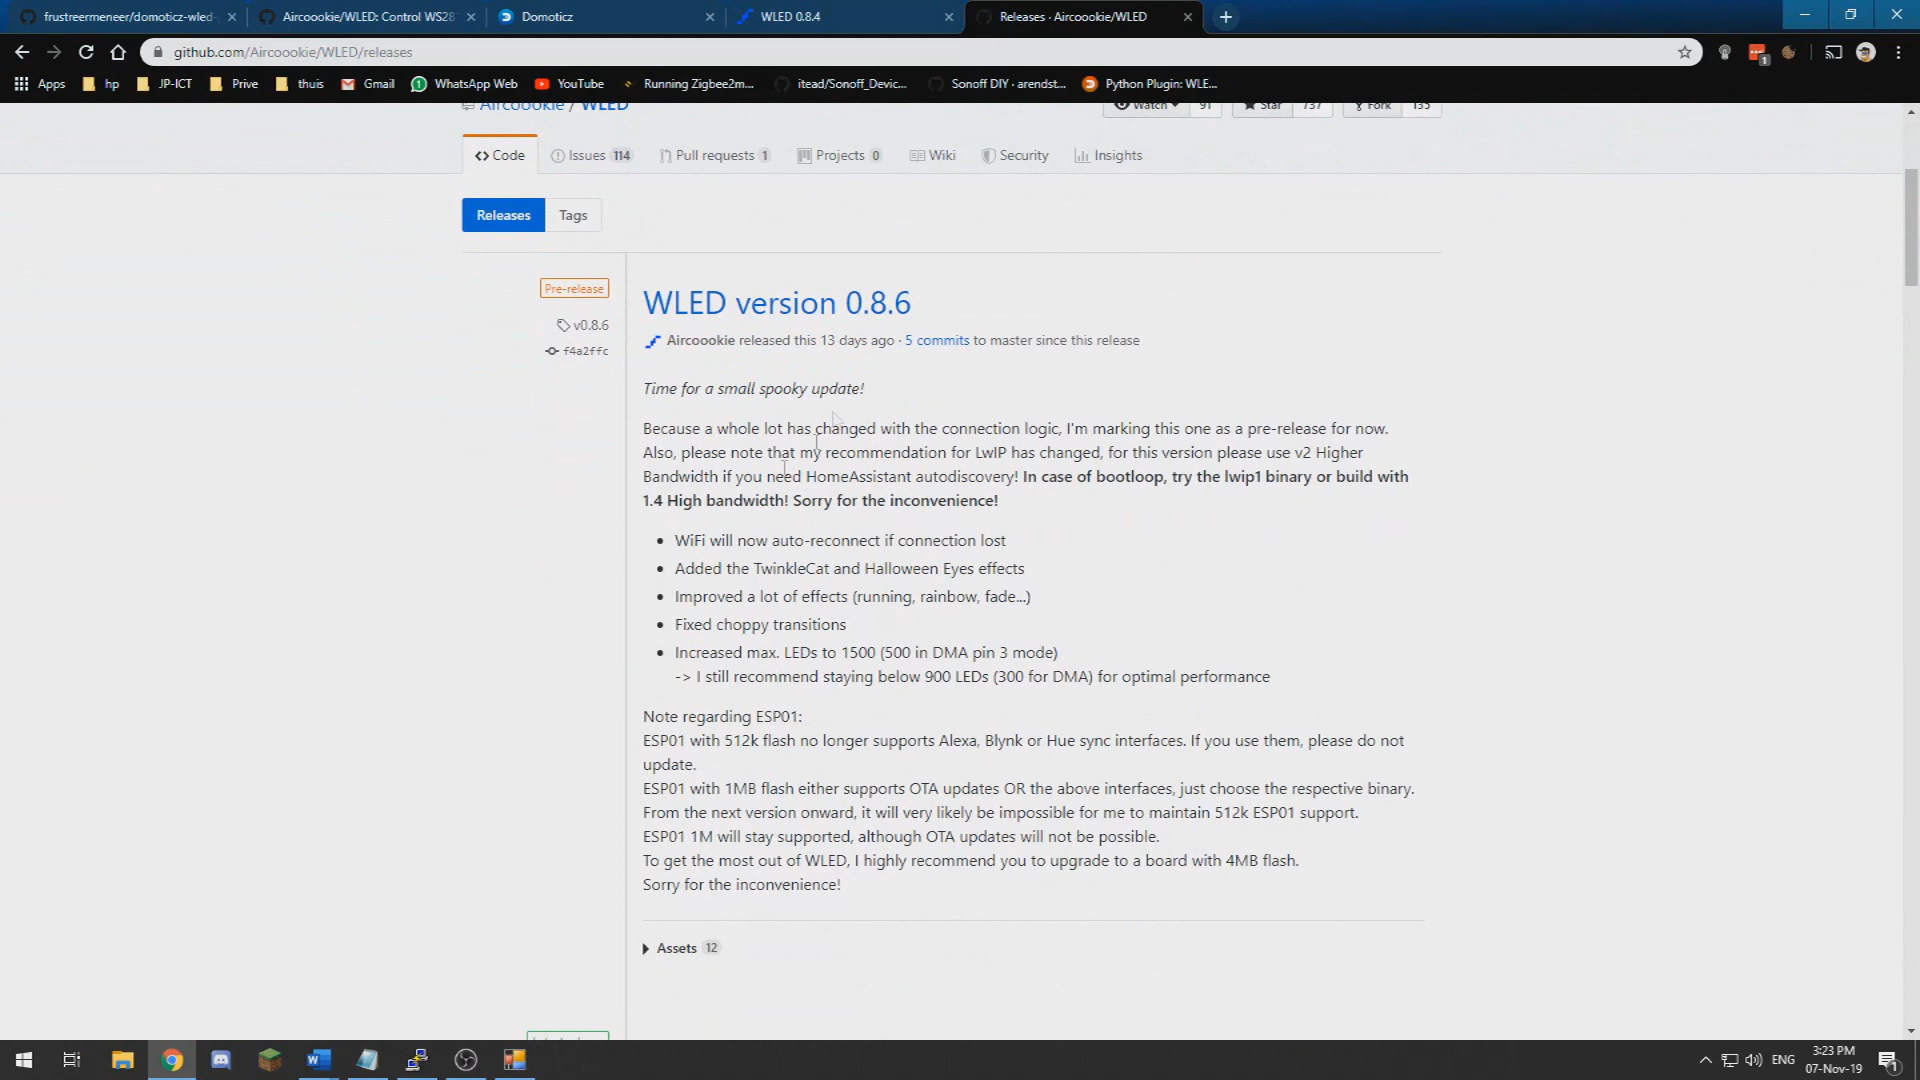 frustreermeneer/domoticz-wled-
Aircoookie/WLED: Control WS281
Domoticz
WLED 0.8.4
Releases · Aircoookie/WLED
github.com/Aircoookie/WLED/releases
Apps
hp
JP-ICT
Prive
thuis
Gmail
WhatsApp Web
YouTube
Running Zigbee2m...
itead/Sonoff_Devic...
Sonoff DIY · arendst...
Python Plugin: WLE...
Aircoookie / WLED
Watch 91
Star 737
Fork 135
Code
Issues 114
Pull requests 1
Projects 0
Wiki
Security
Insights
Releases
Tags
Pre-release
v0.8.6
f4a2ffc
WLED version 0.8.6
Aircoookie released this 13 days ago · 5 commits to master since this release
Time for a small spooky update!
Because a whole lot has changed with the connection logic, I'm marking this one as a pre-release for now.
Also, please note that my recommendation for LwIP has changed, for this version please use v2 Higher
Bandwidth if you need HomeAssistant autodiscovery! In case of bootloop, try the lwip1 binary or build with
1.4 High bandwidth! Sorry for the inconvenience!
• WiFi will now auto-reconnect if connection lost
• Added the TwinkleCat and Halloween Eyes effects
• Improved a lot of effects (running, rainbow, fade...)
• Fixed choppy transitions
• Increased max. LEDs to 1500 (500 in DMA pin 3 mode)
-> I still recommend staying below 900 LEDs (300 for DMA) for optimal performance
Note regarding ESP01:
ESP01 with 512k flash no longer supports Alexa, Blynk or Hue sync interfaces. If you use them, please do not
update.
ESP01 with 1MB flash either supports OTA updates OR the above interfaces, just choose the respective binary.
From the next version onward, it will very likely be impossible for me to maintain 512k ESP01 support.
ESP01 1M will stay supported, although OTA updates will not be possible.
To get the most out of WLED, I highly recommend you to upgrade to a board with 4MB flash.
Sorry for the inconvenience!
Assets 12
ENG
3:23 PM
07-Nov-19